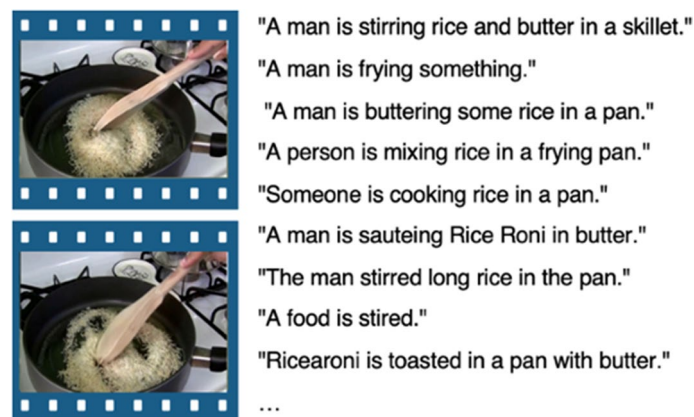 "A man is stirring rice and butter in a skillet."
"A man is frying something."
"A man is buttering some rice in a pan."
"A person is mixing rice in a frying pan."
"Someone is cooking rice in a pan."
"A man is sauteing Rice Roni in butter."
"The man stirred long rice in the pan."
"A food is stired."
"Ricearoni is toasted in a pan with butter."
...